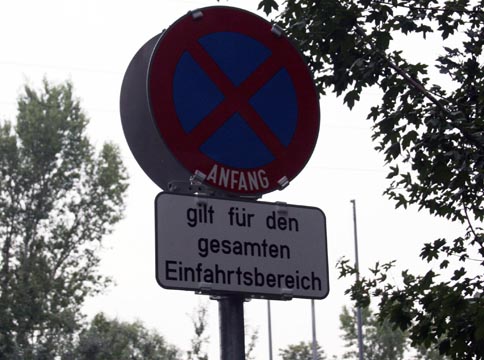 ANFANG
gilt für den
gesamten
Einfahrtsbereich